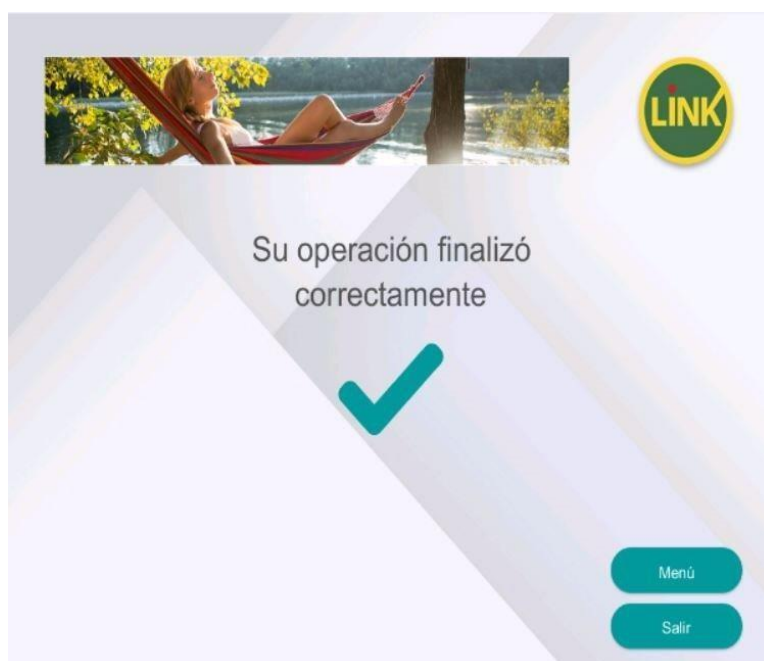 LINK
Su operación finalizó
correctamente
Menú
Salir